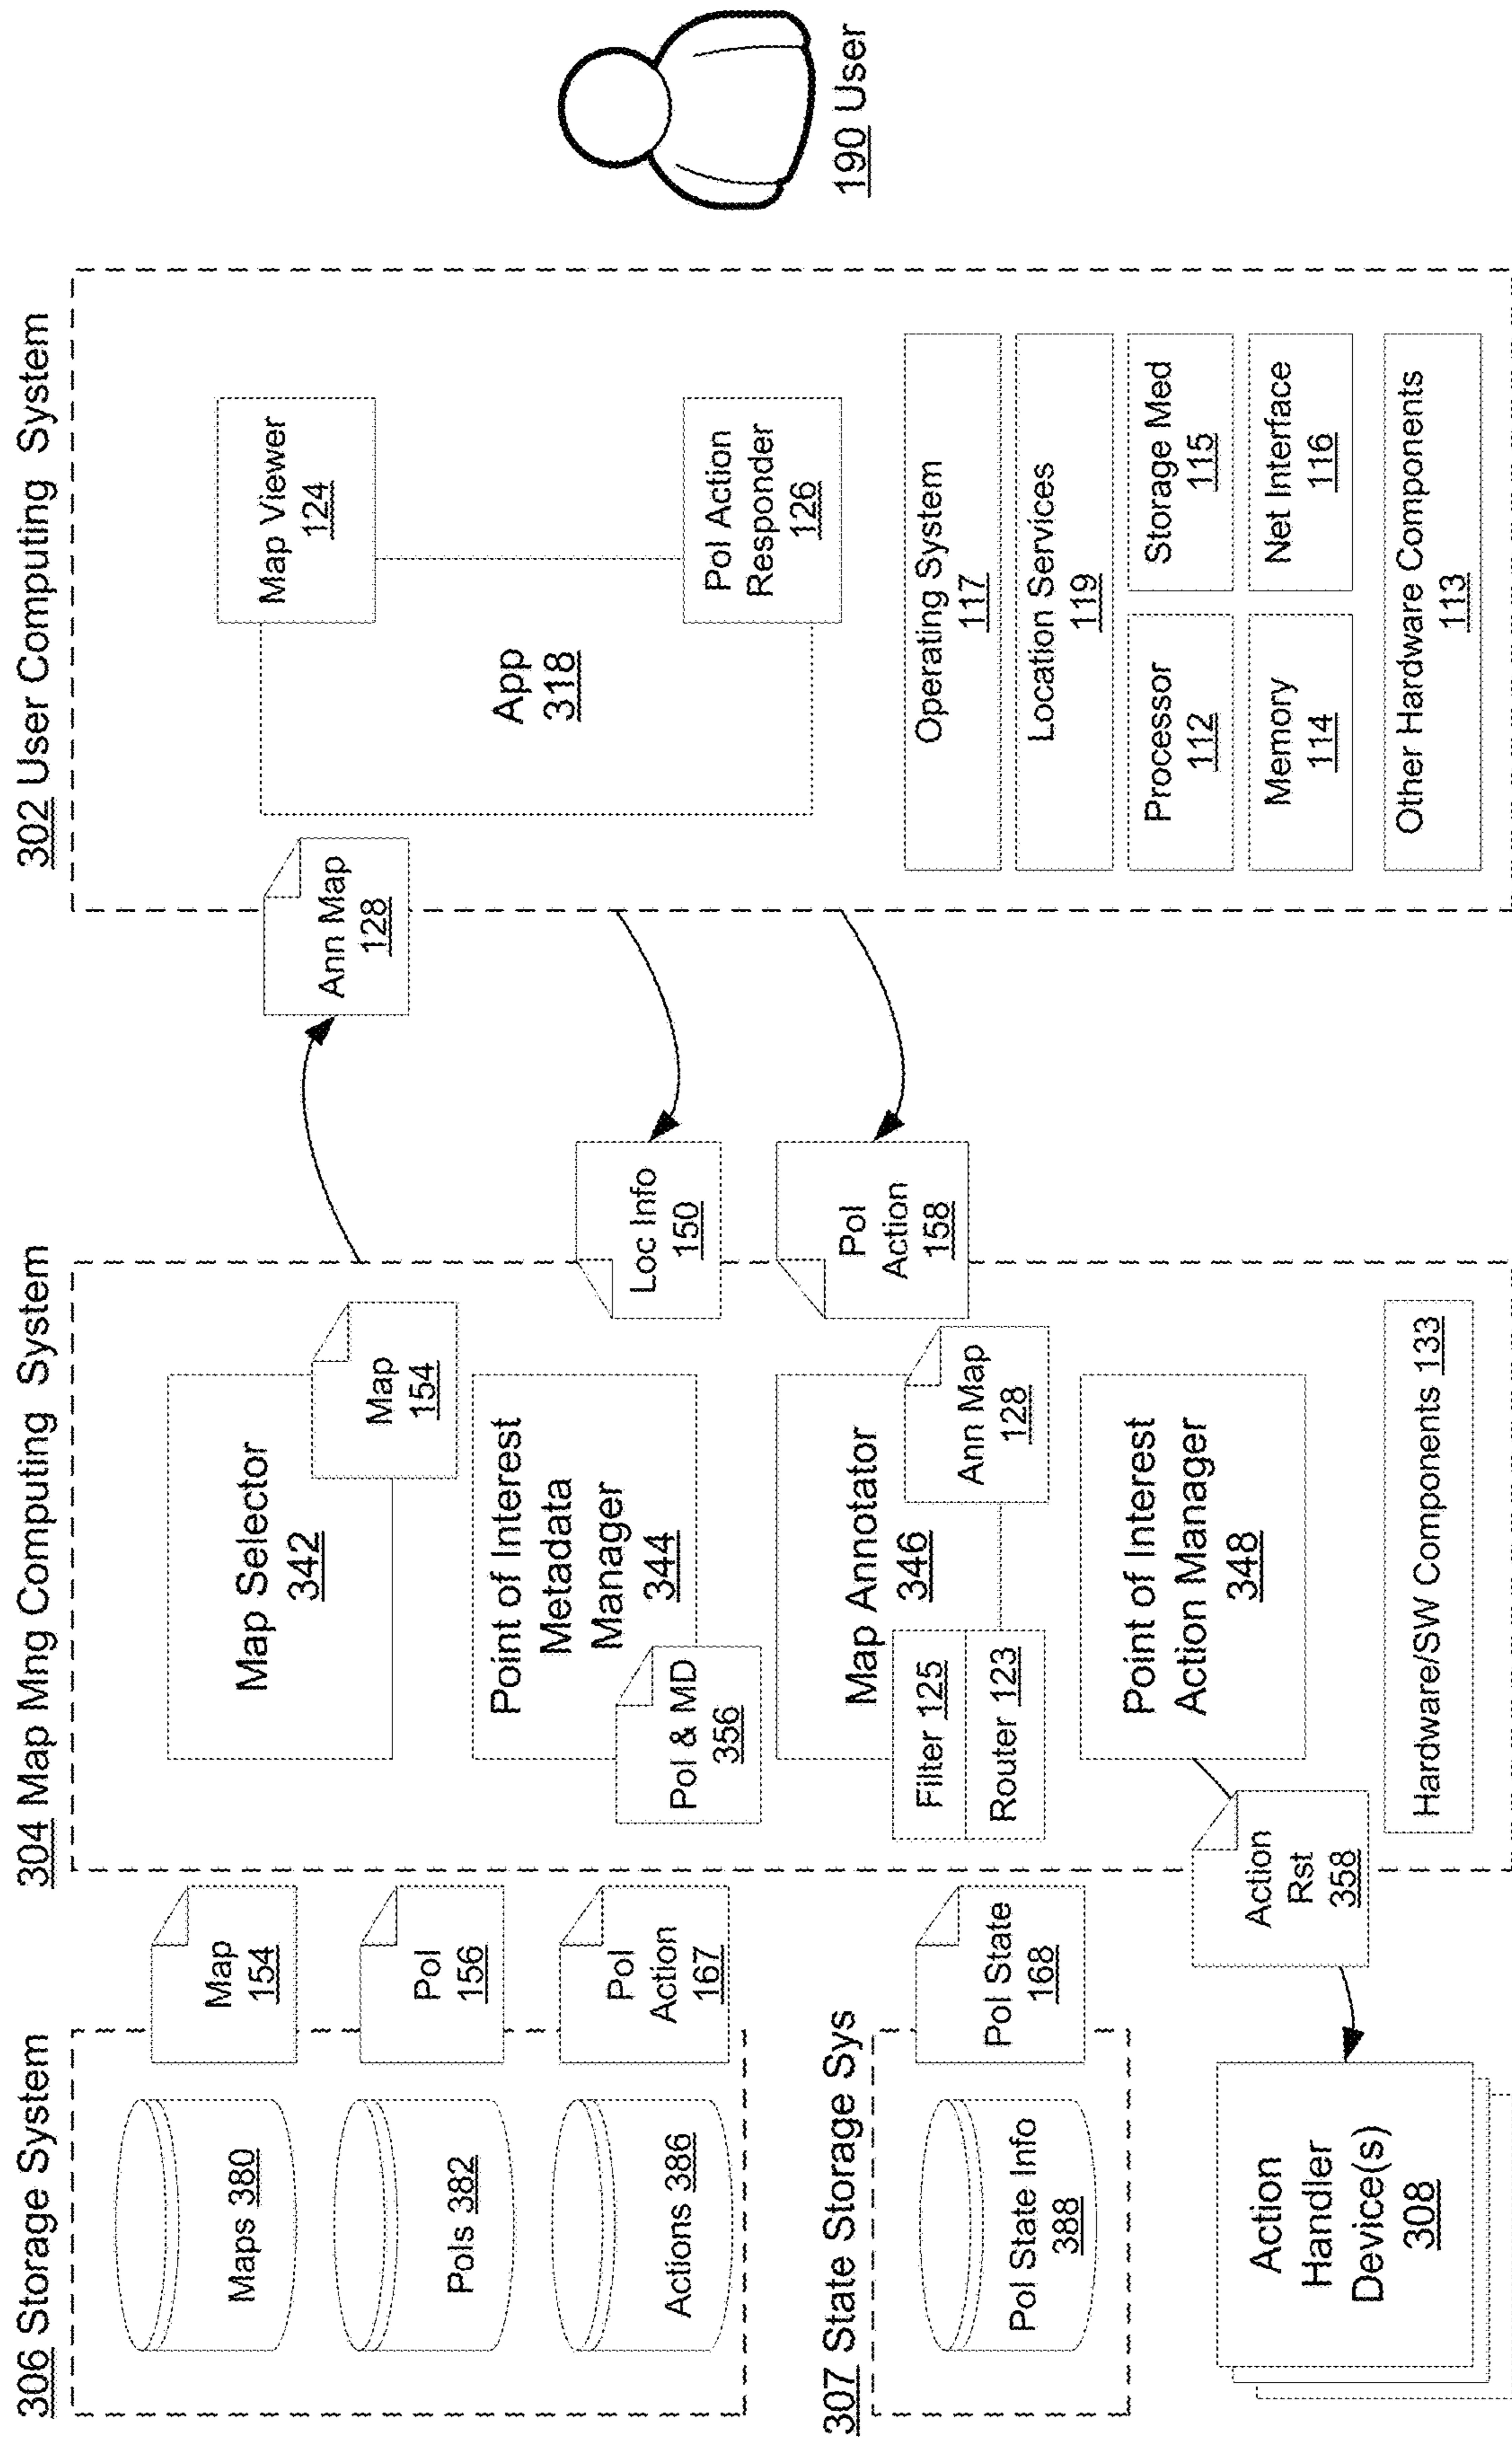 306 Storage System
Maps 380
Map
154
PoIs 382
PoI
156
Actions 386
PoI
Action
167
307 State Storage Sys
PoI State Info
388
PoI State
168
Action
Handler
Device(s)
308
Action
Rst
358
304 Map Mng Computing System
Map Selector
342
Map
154
Point of Interest
Metadata
Manager
344
PoI & MD
356
Map Annotator
346
Filter 125
Router 123
Ann Map
128
Point of Interest
Action Manager
348
Hardware/SW Components 133
Ann Map
128
Loc Info
150
PoI
Action
158
302 User Computing System
Map Viewer
124
App
318
PoI Action
Responder
126
Operating System
117
Location Services
119
Processor
112
Storage Med
115
Memory
114
Net Interface
116
Other Hardware Components
113
190 User